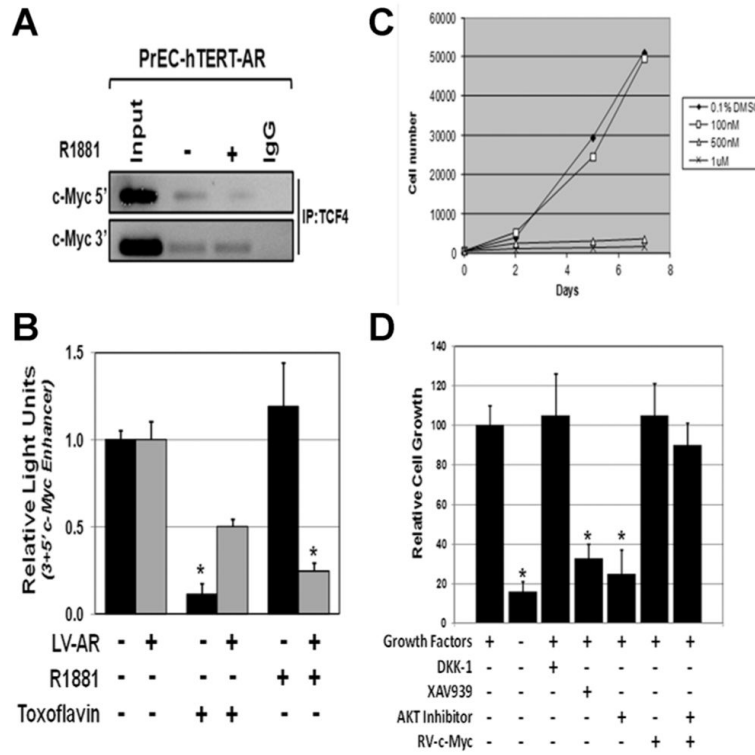 A
PrEC-hTERT-AR
R1881
Input
-
+
IgG
c-Myc 5'
c-Myc 3'
IP:TCF4
C
60000
50000
40000
30000
20000
10000
0
Cell number
0 2 4 6 8
Days
0.1% DMSO
100nM
500nM
1uM
B
Relative Light Units
(3+5' c-Myc Enhancer)
1.5
1.0
0.5
0.0
* *
LV-AR - + - + - +
R1881 - - - - + +
Toxoflavin - - + + - -
D
Relative Cell Growth
140
120
100
80
60
40
20
0
* * *
Growth Factors + - + + + + +
DKK-1 - - + - - - -
XAV939 - - - + - - -
AKT Inhibitor - - - - + - +
RV-c-Myc - - - - - + +